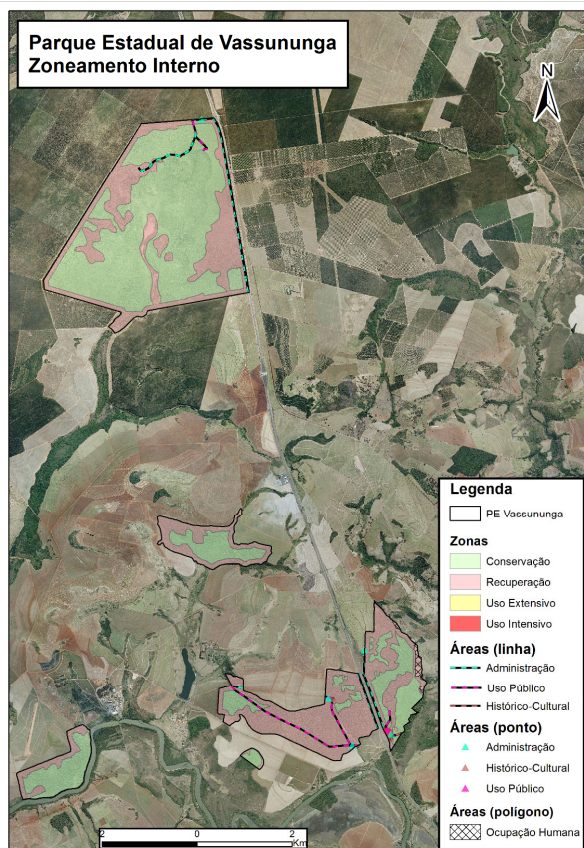 Parque Estadual de Vassununga
Zoneamento Interno
N
Legenda
PE Vassununga
Zonas
Conservação
Recuperação
Uso Extensivo
Uso Intensivo
Áreas (linha)
Administração
Uso Público
Histórico-Cultural
Áreas (ponto)
Administração
Histórico-Cultural
Uso Público
Áreas (polígono)
Ocupação Humana
2 0 2
Km